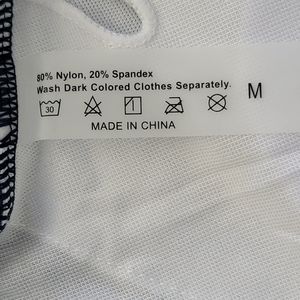 80% Nylon, 20% Spandex
Wash Dark Colored Clothes Separately.
30
M
MADE IN CHINA